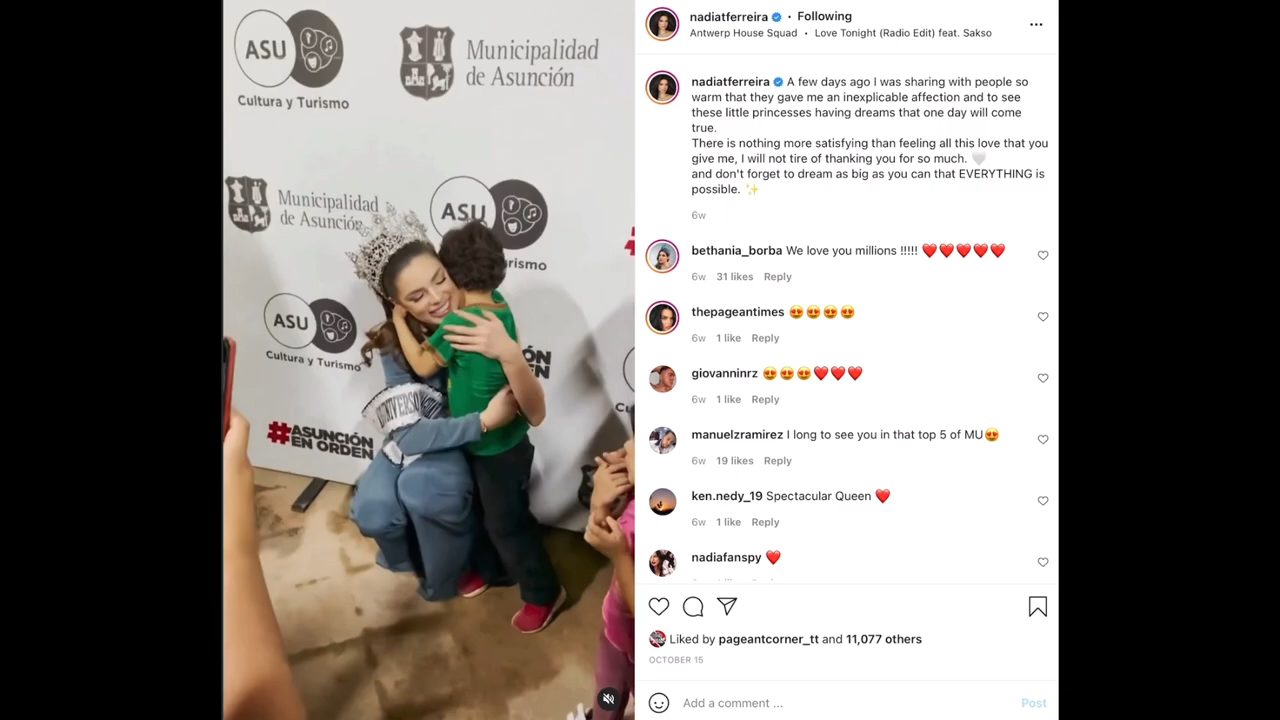 ASU
Cultura y Turismo
Municipalidad
de Asunción
Municipalidad
de Asunción
ASU
ASU
Cultura y Turismo
#ASUNCIÓN
EN ORDEN
nadiatferreira • Following
Antwerp House Squad • Love Tonight (Radio Edit) feat. Sakso
nadiatferreira A few days ago I was sharing with people so
warm that they gave me an inexplicable affection and to see
these little princesses having dreams that one day will come
true.
There is nothing more satisfying than feeling all this love that you
give me, I will not tire of thanking you for so much. 🤍
and don't forget to dream as big as you can that EVERYTHING is
possible. ✨
6w
bethania_borba We love you millions !!!!! ❤️❤️❤️❤️❤️
6w 31 likes Reply
thepageantimes 😍😍😍😍
6w 1 like Reply
giovanninrz 😍😍😍❤️❤️❤️
6w 1 like Reply
manuelzramirez I long to see you in that top 5 of MU😍
6w 19 likes Reply
ken.nedy_19 Spectacular Queen ❤️
6w 1 like Reply
nadiafanspy ❤️
Liked by pageantcorner_tt and 11,077 others
OCTOBER 15
Add a comment ...
Post